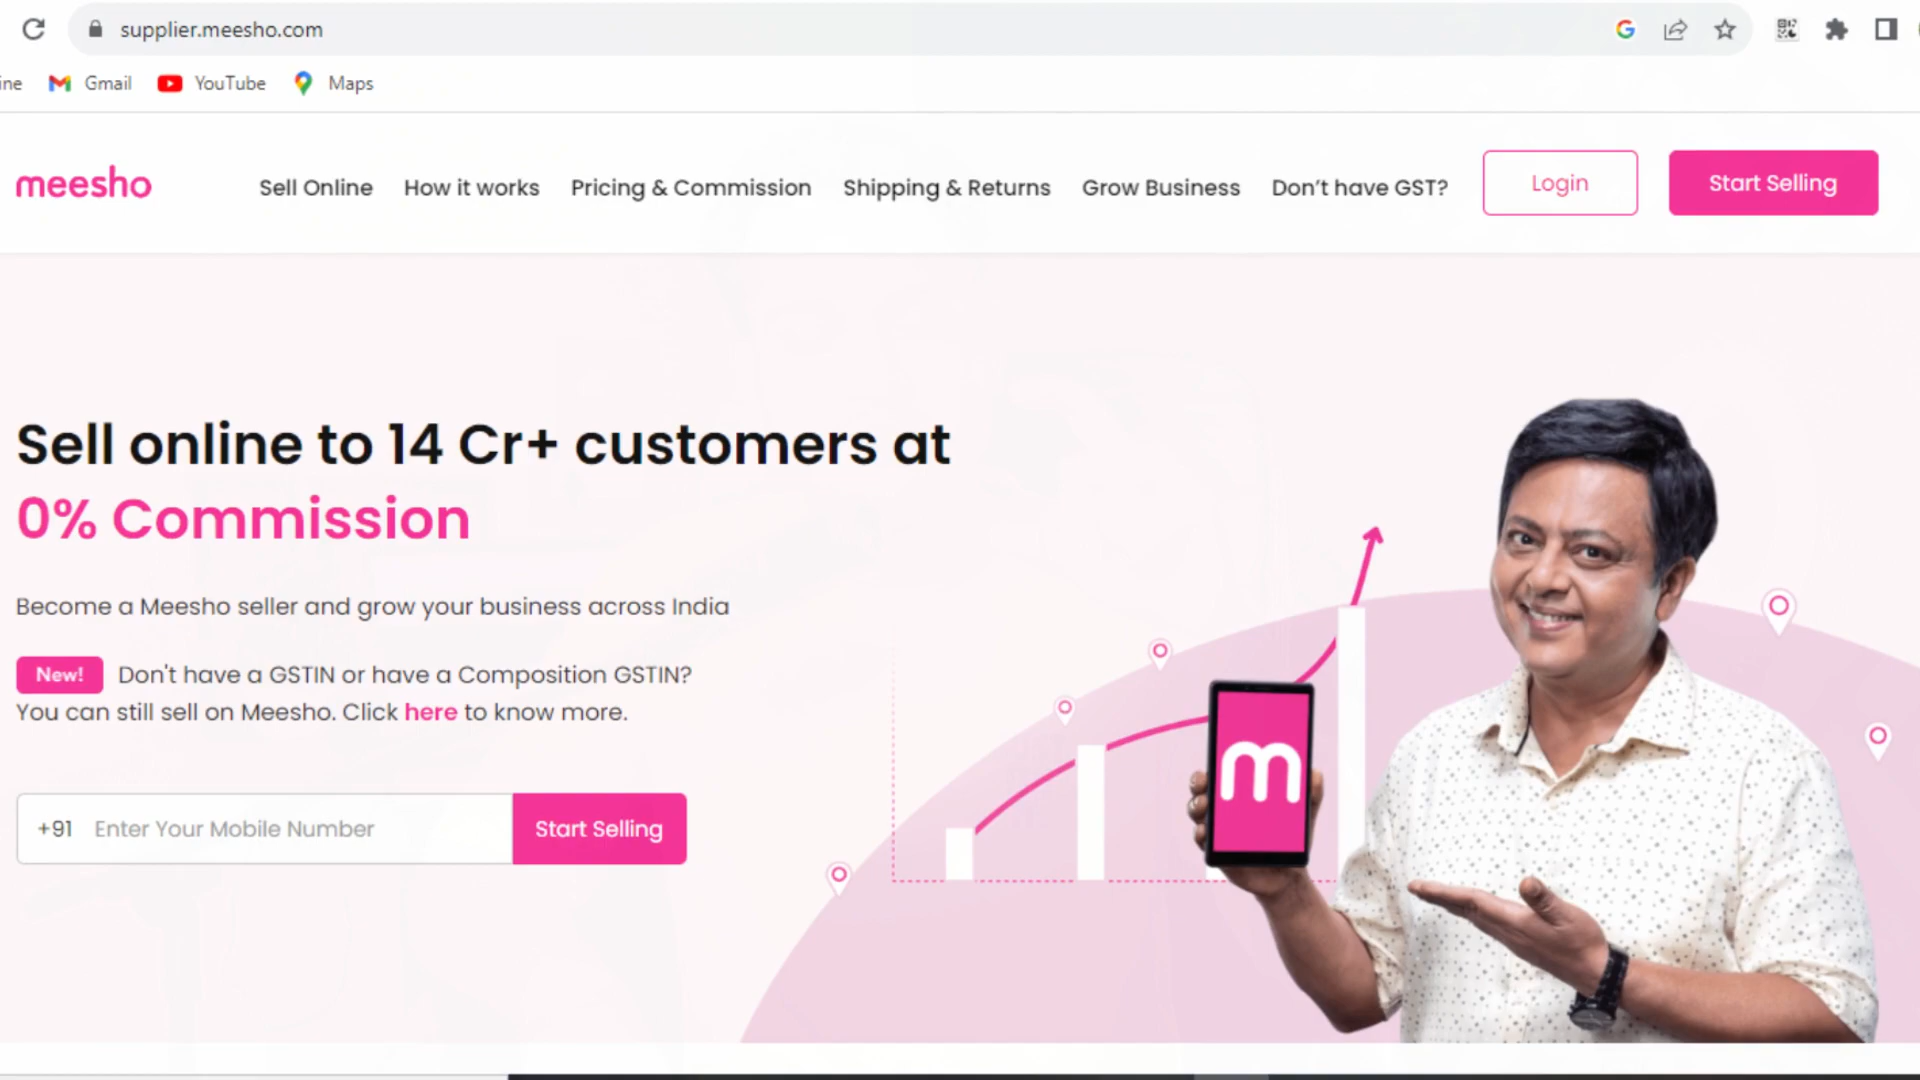 supplier.meesho.com
ine Gmail YouTube Maps
meesho Sell Online How it works Pricing & Commission Shipping & Returns Grow Business Don't have GST? Login Start Selling
Sell online to 14 Cr+ customers at
0% Commission
Become a Meesho seller and grow your business across India
New! Don't have a GSTIN or have a Composition GSTIN?
You can still sell on Meesho. Click here to know more.
+91 Enter Your Mobile Number Start Selling
m